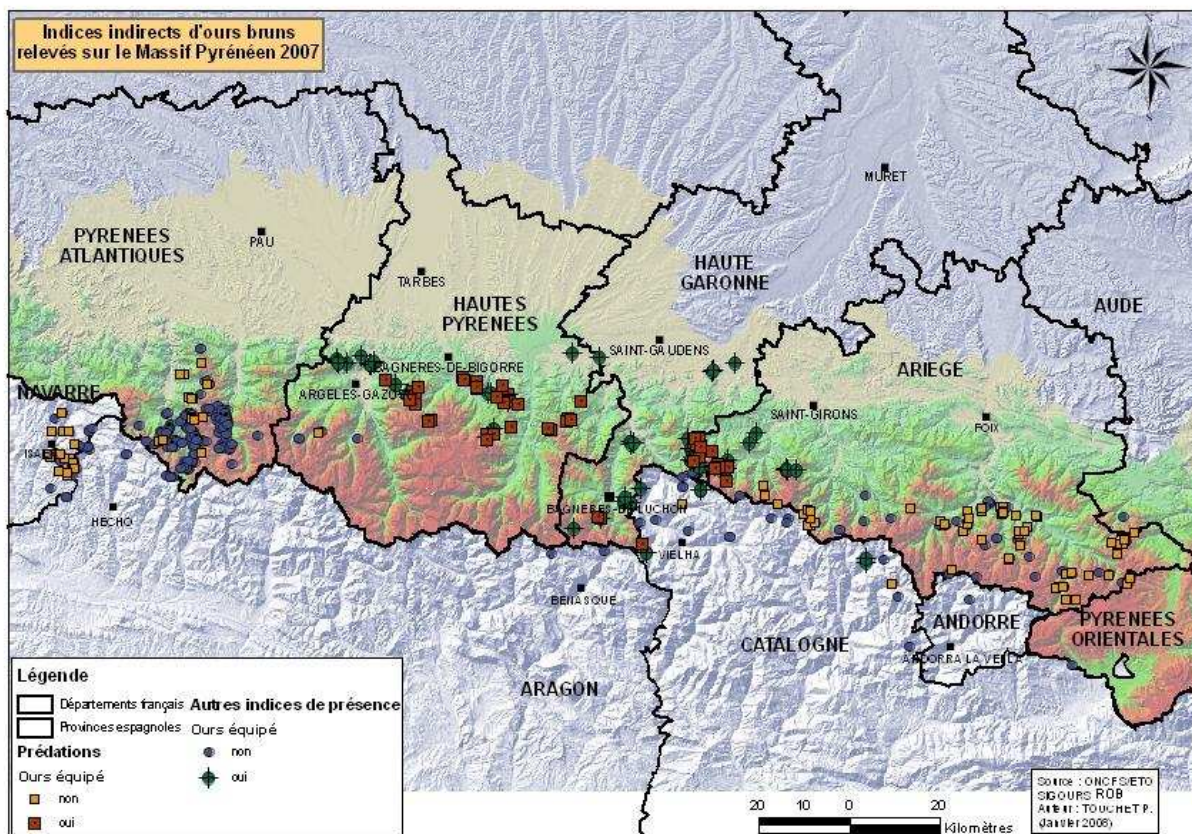 Indices indirects d'ours bruns
relevés sur le Massif Pyrénéen 2007
MURET
PYRENEES
ATLANTIQUES
PAU
TARBES
HAUTE
GARONNE
HAUTES
PYRENEES
AUDE
SAINT-GAUDENS
BAGNERES-DE-BIGORRE
ARIEGE
NAVARRE
SAINT-GIRONS
FOIX
HECHO
VIELHA
BENASQUE
ANDORRE
PYRENEES
ORIENTALES
CATALOGNE
ANDORRA LA VELLA
ARAGON
Légende
Départements français
Provinces espagnoles
Prédations
Ours équipé
non
oui
Autres indices de présence
Ours équipé
non
oui
Source : ONCFS/ETO
SIGOURS ROB
Auteur : TOUCHET P.
(Janvier 2008)
20 10 0 20
Kilomètres